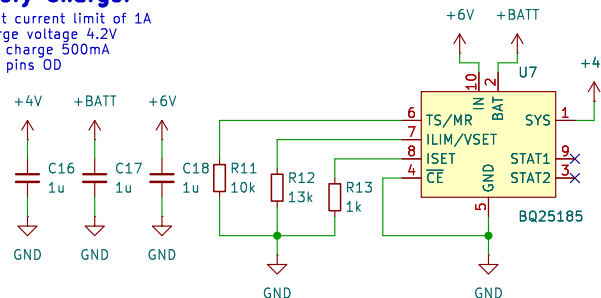 t current limit of 1A
rge voltage 4.2V
charge 500mA
pins OD
+6V
+BATT
+4V
+BATT
+6V
+4
U7
10
2
IN
BAT
6
TS/MR
SYS
1
7
ILIM/VSET
8
ISET
STAT1
9
4
CE
GND
STAT2
3
5
BQ25185
C16
1u
C17
1u
C18
1u
R11
10k
R12
13k
R13
1k
GND
GND
GND
GND
GND